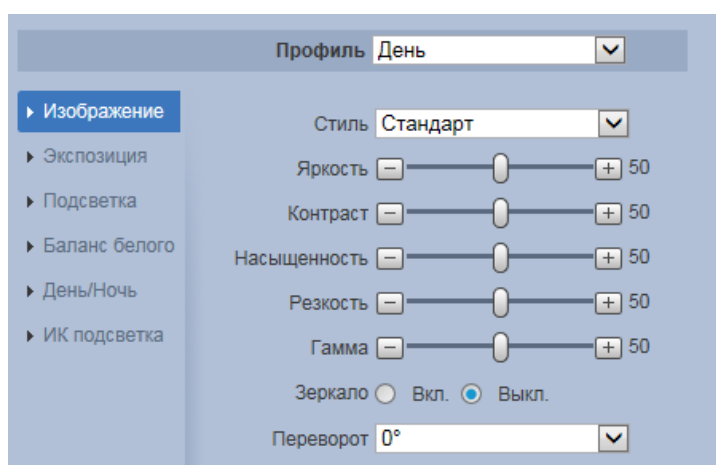 Профиль День
Изображение
Экспозиция
Подсветка
Баланс белого
День/Ночь
ИК подсветка
Стиль Стандарт
Яркость 50
Контраст 50
Насыщенность 50
Резкость 50
Гамма 50
Зеркало Вкл. Выкл.
Переворот 0°